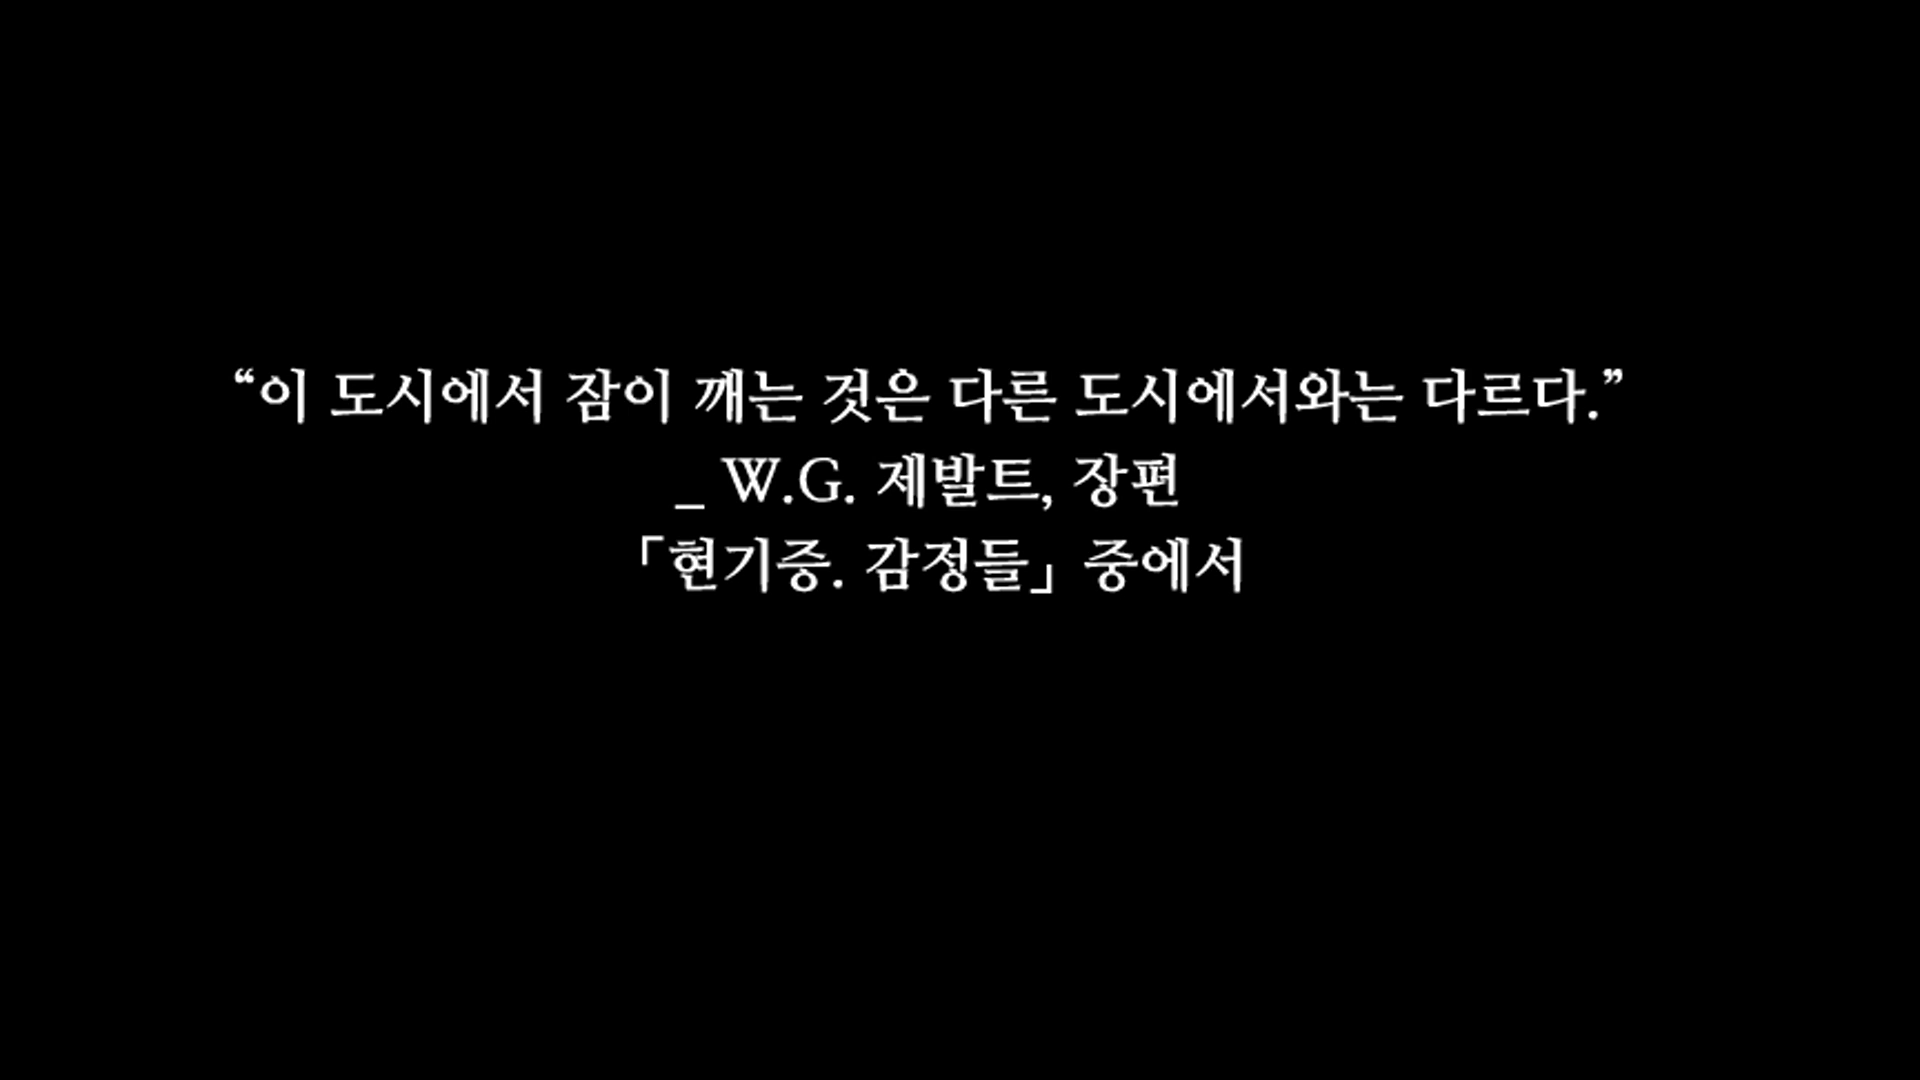 “이 도시에서 잠이 깨는 것은 다른 도시에서와는 다르다.”
_ W.G. 제발트, 장편
「현기증. 감정들」 중에서